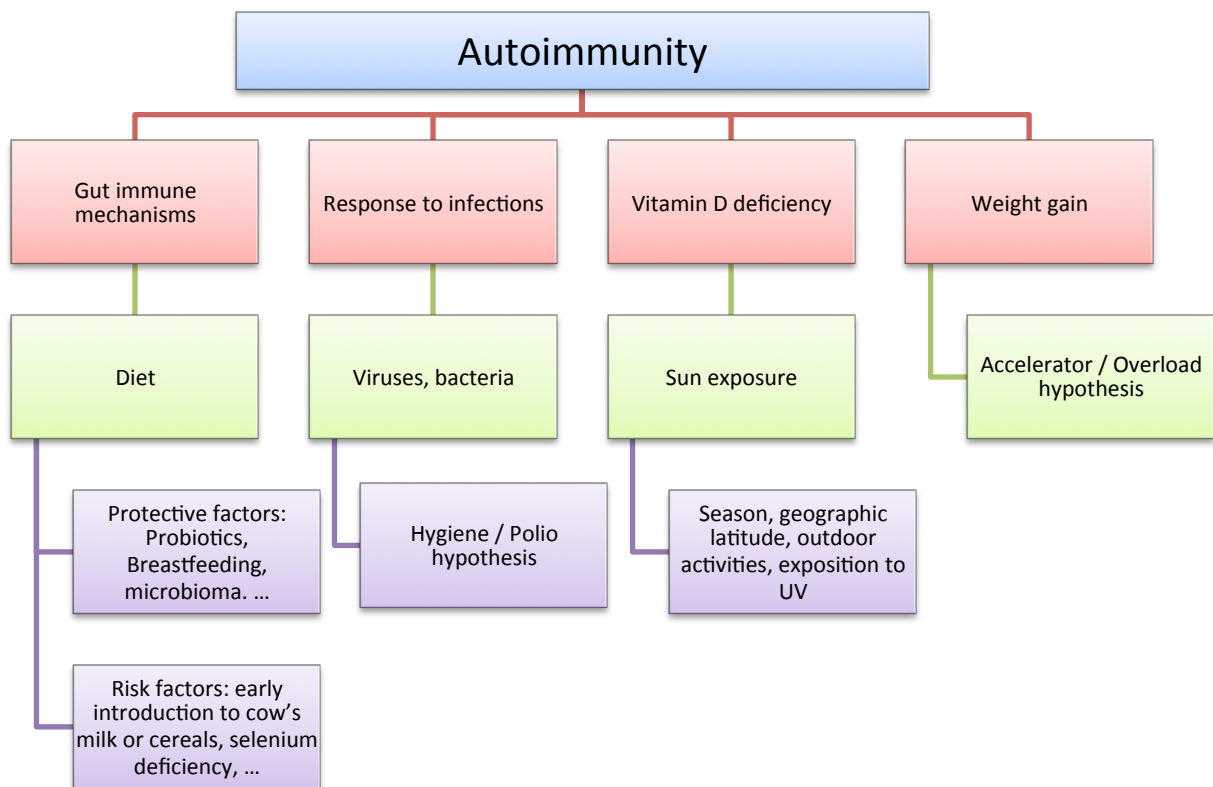 Autoimmunity
Gut immune
mechanisms
Response to infections
Vitamin D deficiency
Weight gain
Diet
Viruses, bacteria
Sun exposure
Accelerator / Overload
hypothesis
Protective factors:
Probiotics,
Breastfeeding,
microbioma. ...
Hygiene / Polio
hypothesis
Season, geographic
latitude, outdoor
activities, exposition to
UV
Risk factors: early
introduction to cow's
milk or cereals, selenium
deficiency, ...